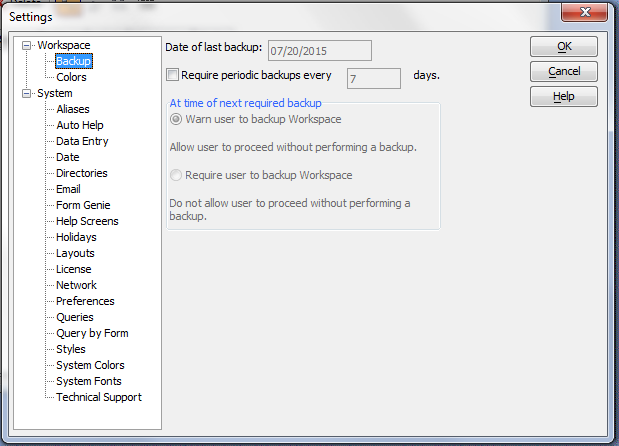 Settings
Workspace
Backup
Colors
System
Aliases
Auto Help
Data Entry
Date
Directories
Email
Form Genie
Help Screens
Holidays
Layouts
License
Network
Preferences
Queries
Query by Form
Styles
System Colors
System Fonts
Technical Support
Date of last backup: 07/20/2015
Require periodic backups every 7 days.
At time of next required backup
Warn user to backup Workspace
Allow user to proceed without performing a backup.
Require user to backup Workspace
Do not allow user to proceed without performing a
backup.
OK
Cancel
Help